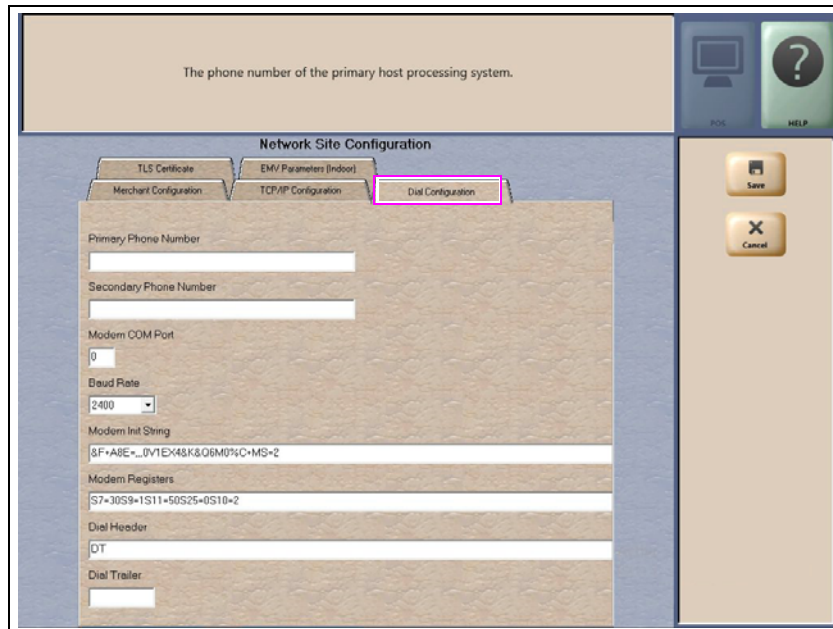 The phone number of the primary host processing system.
POS
HELP
Network Site Configuration
TLS Certificate
EMV Parameters (Indoor)
Merchant Configuration
TCP/IP Configuration
Dial Configuration
Save
Cancel
Primary Phone Number
Secondary Phone Number
Modem COM Port
0
Baud Rate
2400
Modem Init String
&F+A8E=,,,0V1EX4&K&Q6M0%C+MS=2
Modem Registers
S7=30S9=1S11=50S25=0S10=2
Dial Header
DT
Dial Trailer